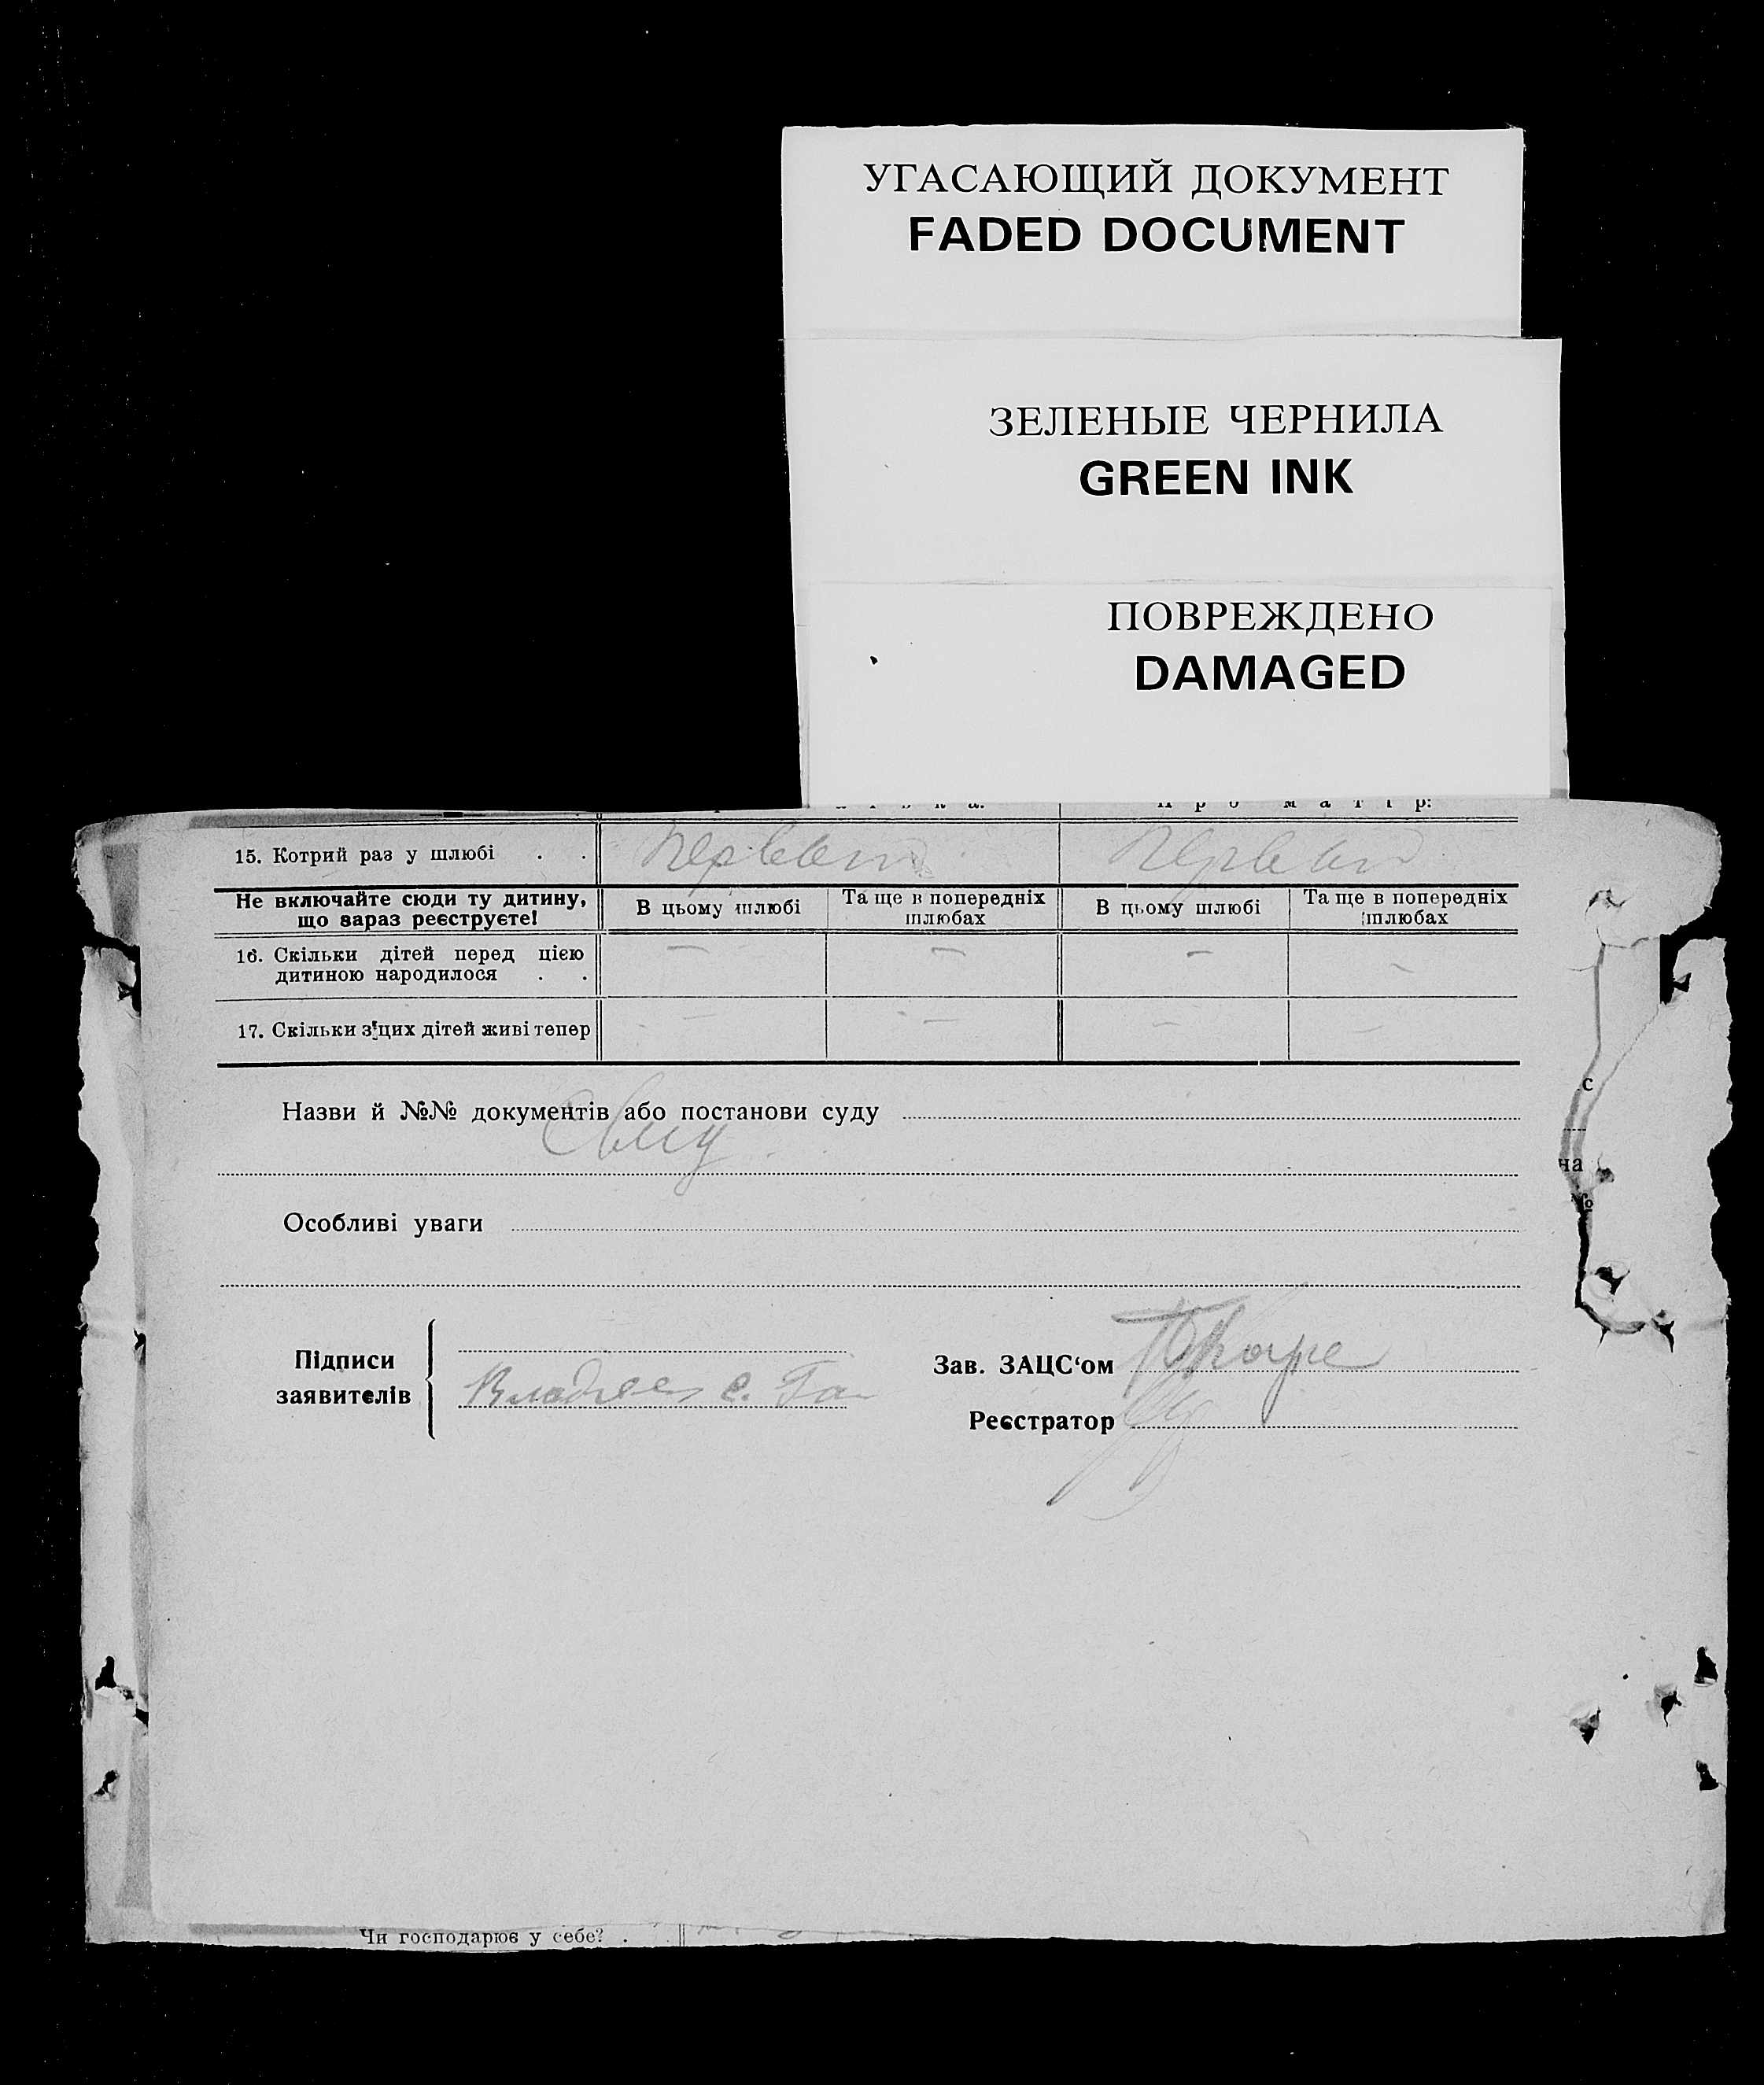 УГАСАЮЩИЙ ДОКУМЕНТ
FADED DOCUMENT
ЗЕЛЕНЫЕ ЧЕРНИЛА
GREEN INK
ПОВРЕЖДЕНО
DAMAGED
15. Котрий раз у шлюбі . .
Не включайте сюди ту дитину, що зараз реєструєте!
В цьому шлюбі
Та ще в попередніх шлюбах
В цьому шлюбі
Та ще в попередніх шлюбах
16. Скільки дітей перед цією
дитиною народилося . .
— — — —
17. Скільки з цих дітей живі тепер
— — — —
Назви й №№ документів або постанови суду
Особливі уваги
Підписи
заявителів
Зав. ЗАЦС‘ом
Реєстратор
с
на
№
Чи господарює у себе? .